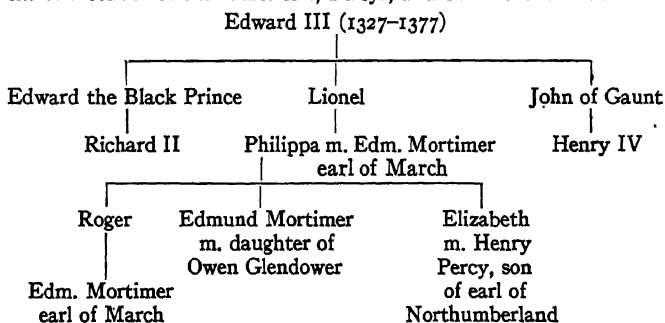 Edward III (1327–1377)
Edward the Black Prince Lionel John of Gaunt
Richard II Philippa m. Edm. Mortimer Henry IV
earl of March
Roger Edmund Mortimer Elizabeth
m. daughter of m. Henry
Owen Glendower Percy, son
Edm. Mortimer of earl of
earl of March Northumberland